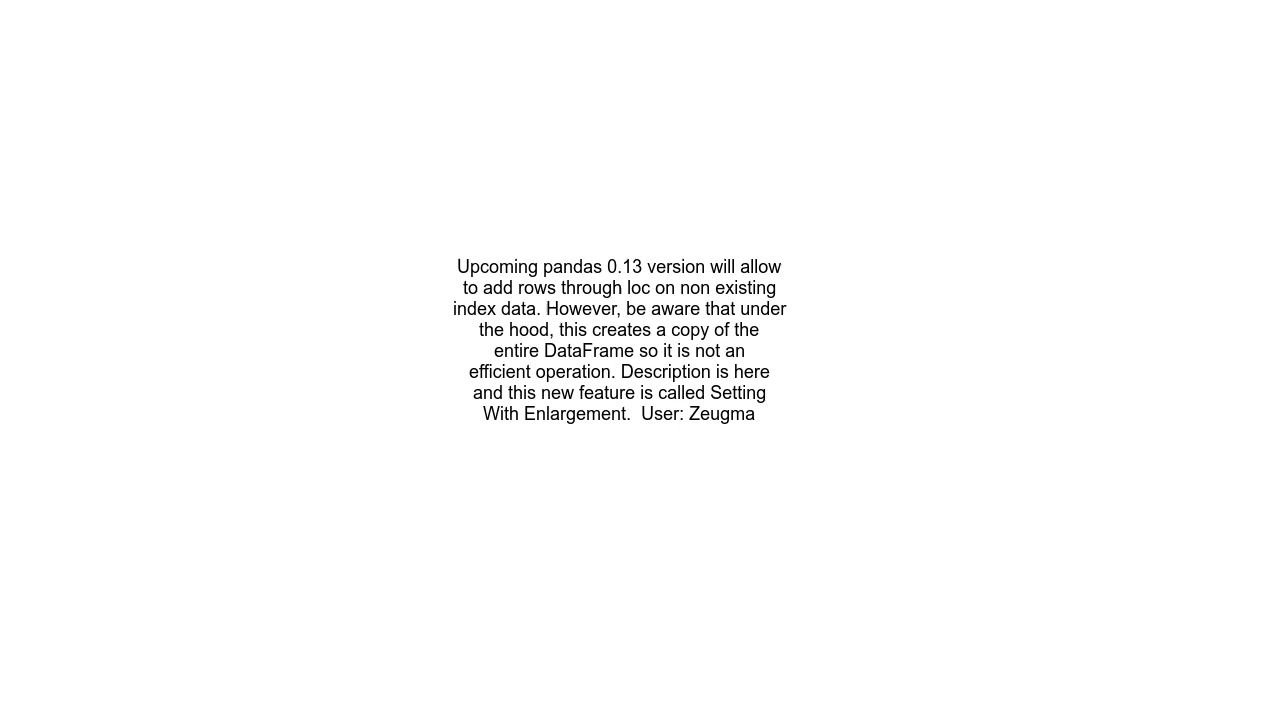 Upcoming pandas 0.13 version will allow
to add rows through loc on non existing
index data. However, be aware that under
the hood, this creates a copy of the
entire DataFrame so it is not an
efficient operation. Description is here
and this new feature is called Setting
With Enlargement.  User: Zeugma